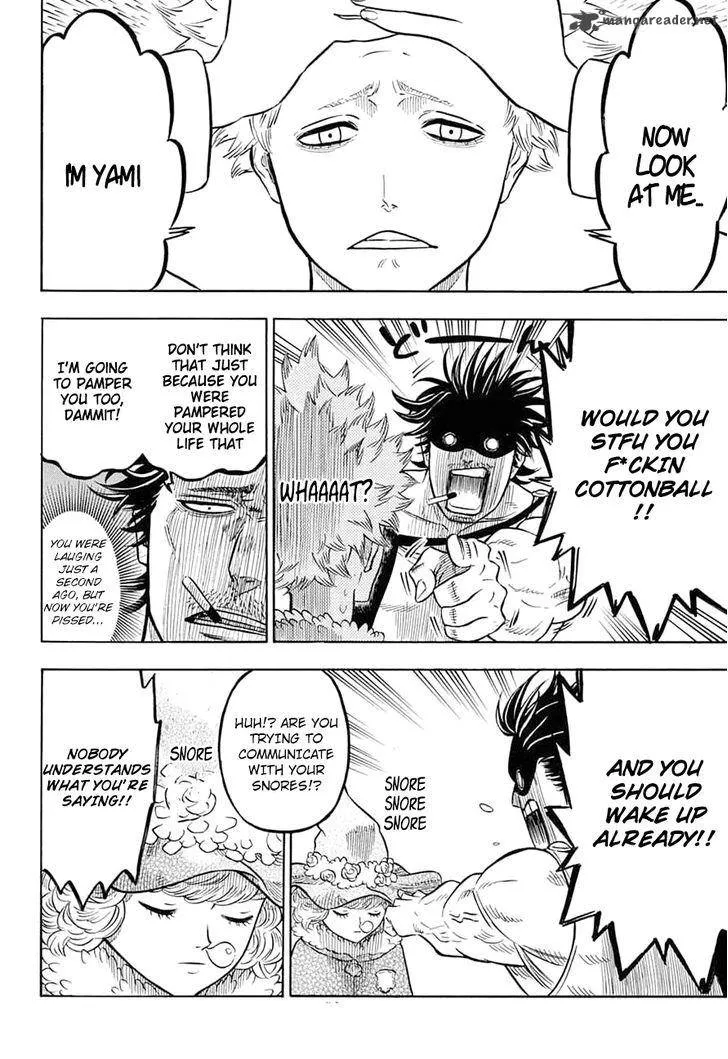 mangareader.net
NOW
LOOK
AT ME..
I'M YAMI
WOULD YOU
STFU YOU
F*CKIN
COTTONBALL
!!
ど
WHAAAAT?
DON'T THINK
THAT JUST
BECAUSE YOU
WERE
PAMPERED
YOUR WHOLE
LIFE THAT
I'M GOING
TO PAMPER
YOU TOO,
DAMMIT!
YOU WERE
LAUGING
JUST A
SECOND
AGO, BUT
NOW YOU'RE
PISSED...
AND YOU
SHOULD
WAKE UP
ALREADY!!
SNORE
SNORE
SNORE
HUH!? ARE YOU
TRYING TO
COMMUNICATE
WITH YOUR
SNORES!?
SNORE
NOBODY
UNDERSTANDS
WHAT YOU'RE
SAYING!!